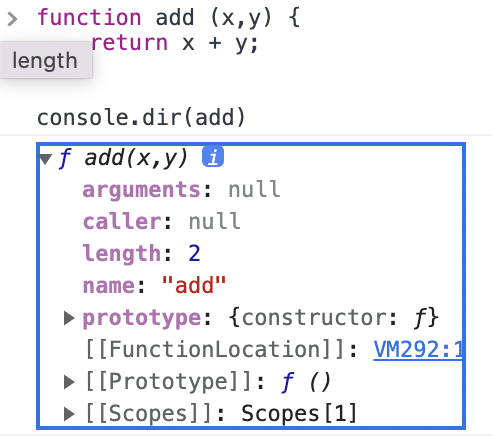 > function add (x,y) {
return x + y;
length
console.dir(add)
▼ ƒ add(x,y) i
arguments: null
caller: null
length: 2
name: "add"
▶ prototype: {constructor: ƒ}
[[FunctionLocation]]: VM292:1
▶ [[Prototype]]: ƒ ()
▶ [[Scopes]]: Scopes[1]